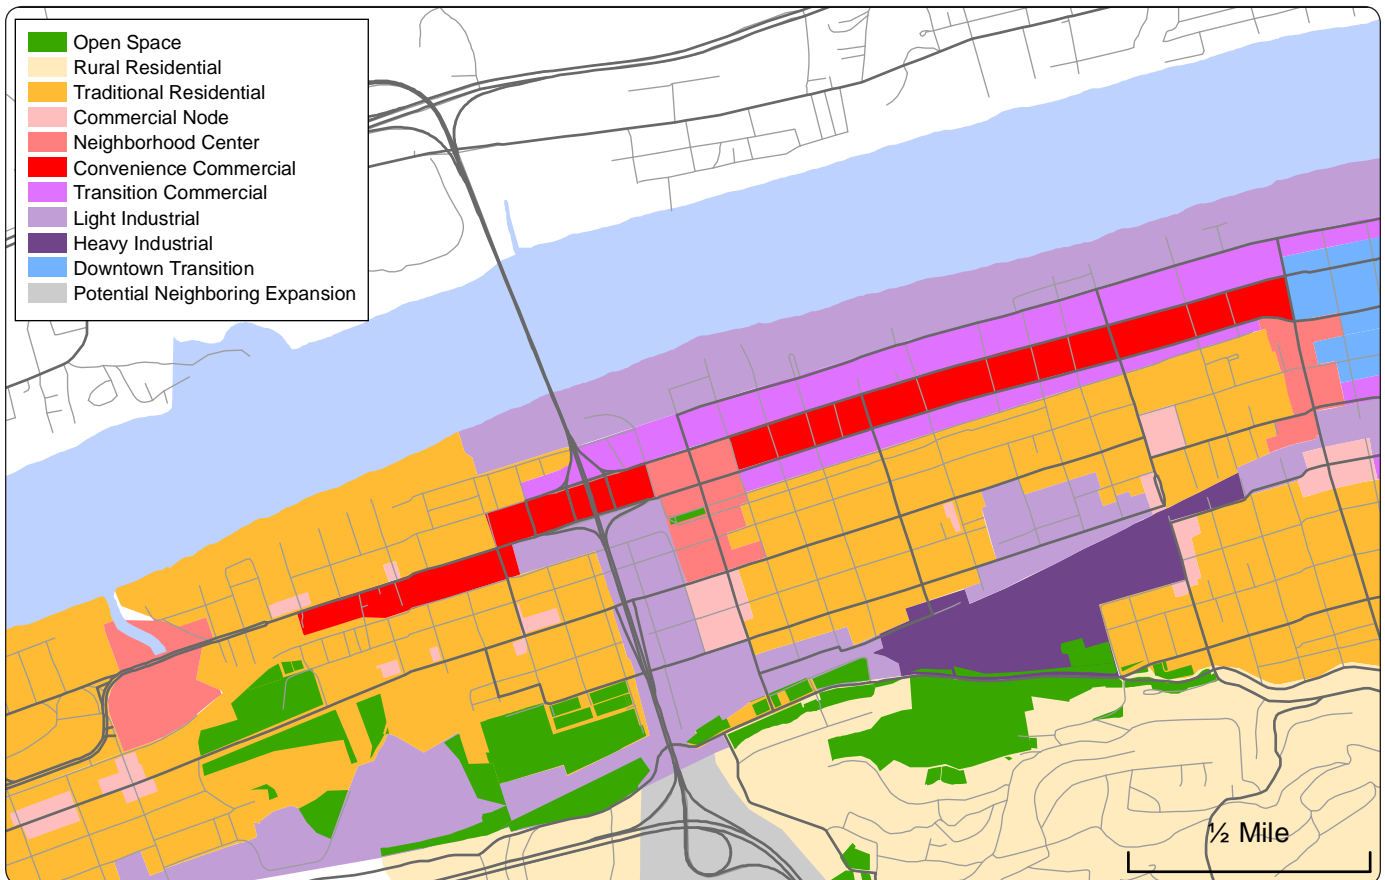 Open Space
Rural Residential
Traditional Residential
Commercial Node
Neighborhood Center
Convenience Commercial
Transition Commercial
Light Industrial
Heavy Industrial
Downtown Transition
Potential Neighboring Expansion
½ Mile